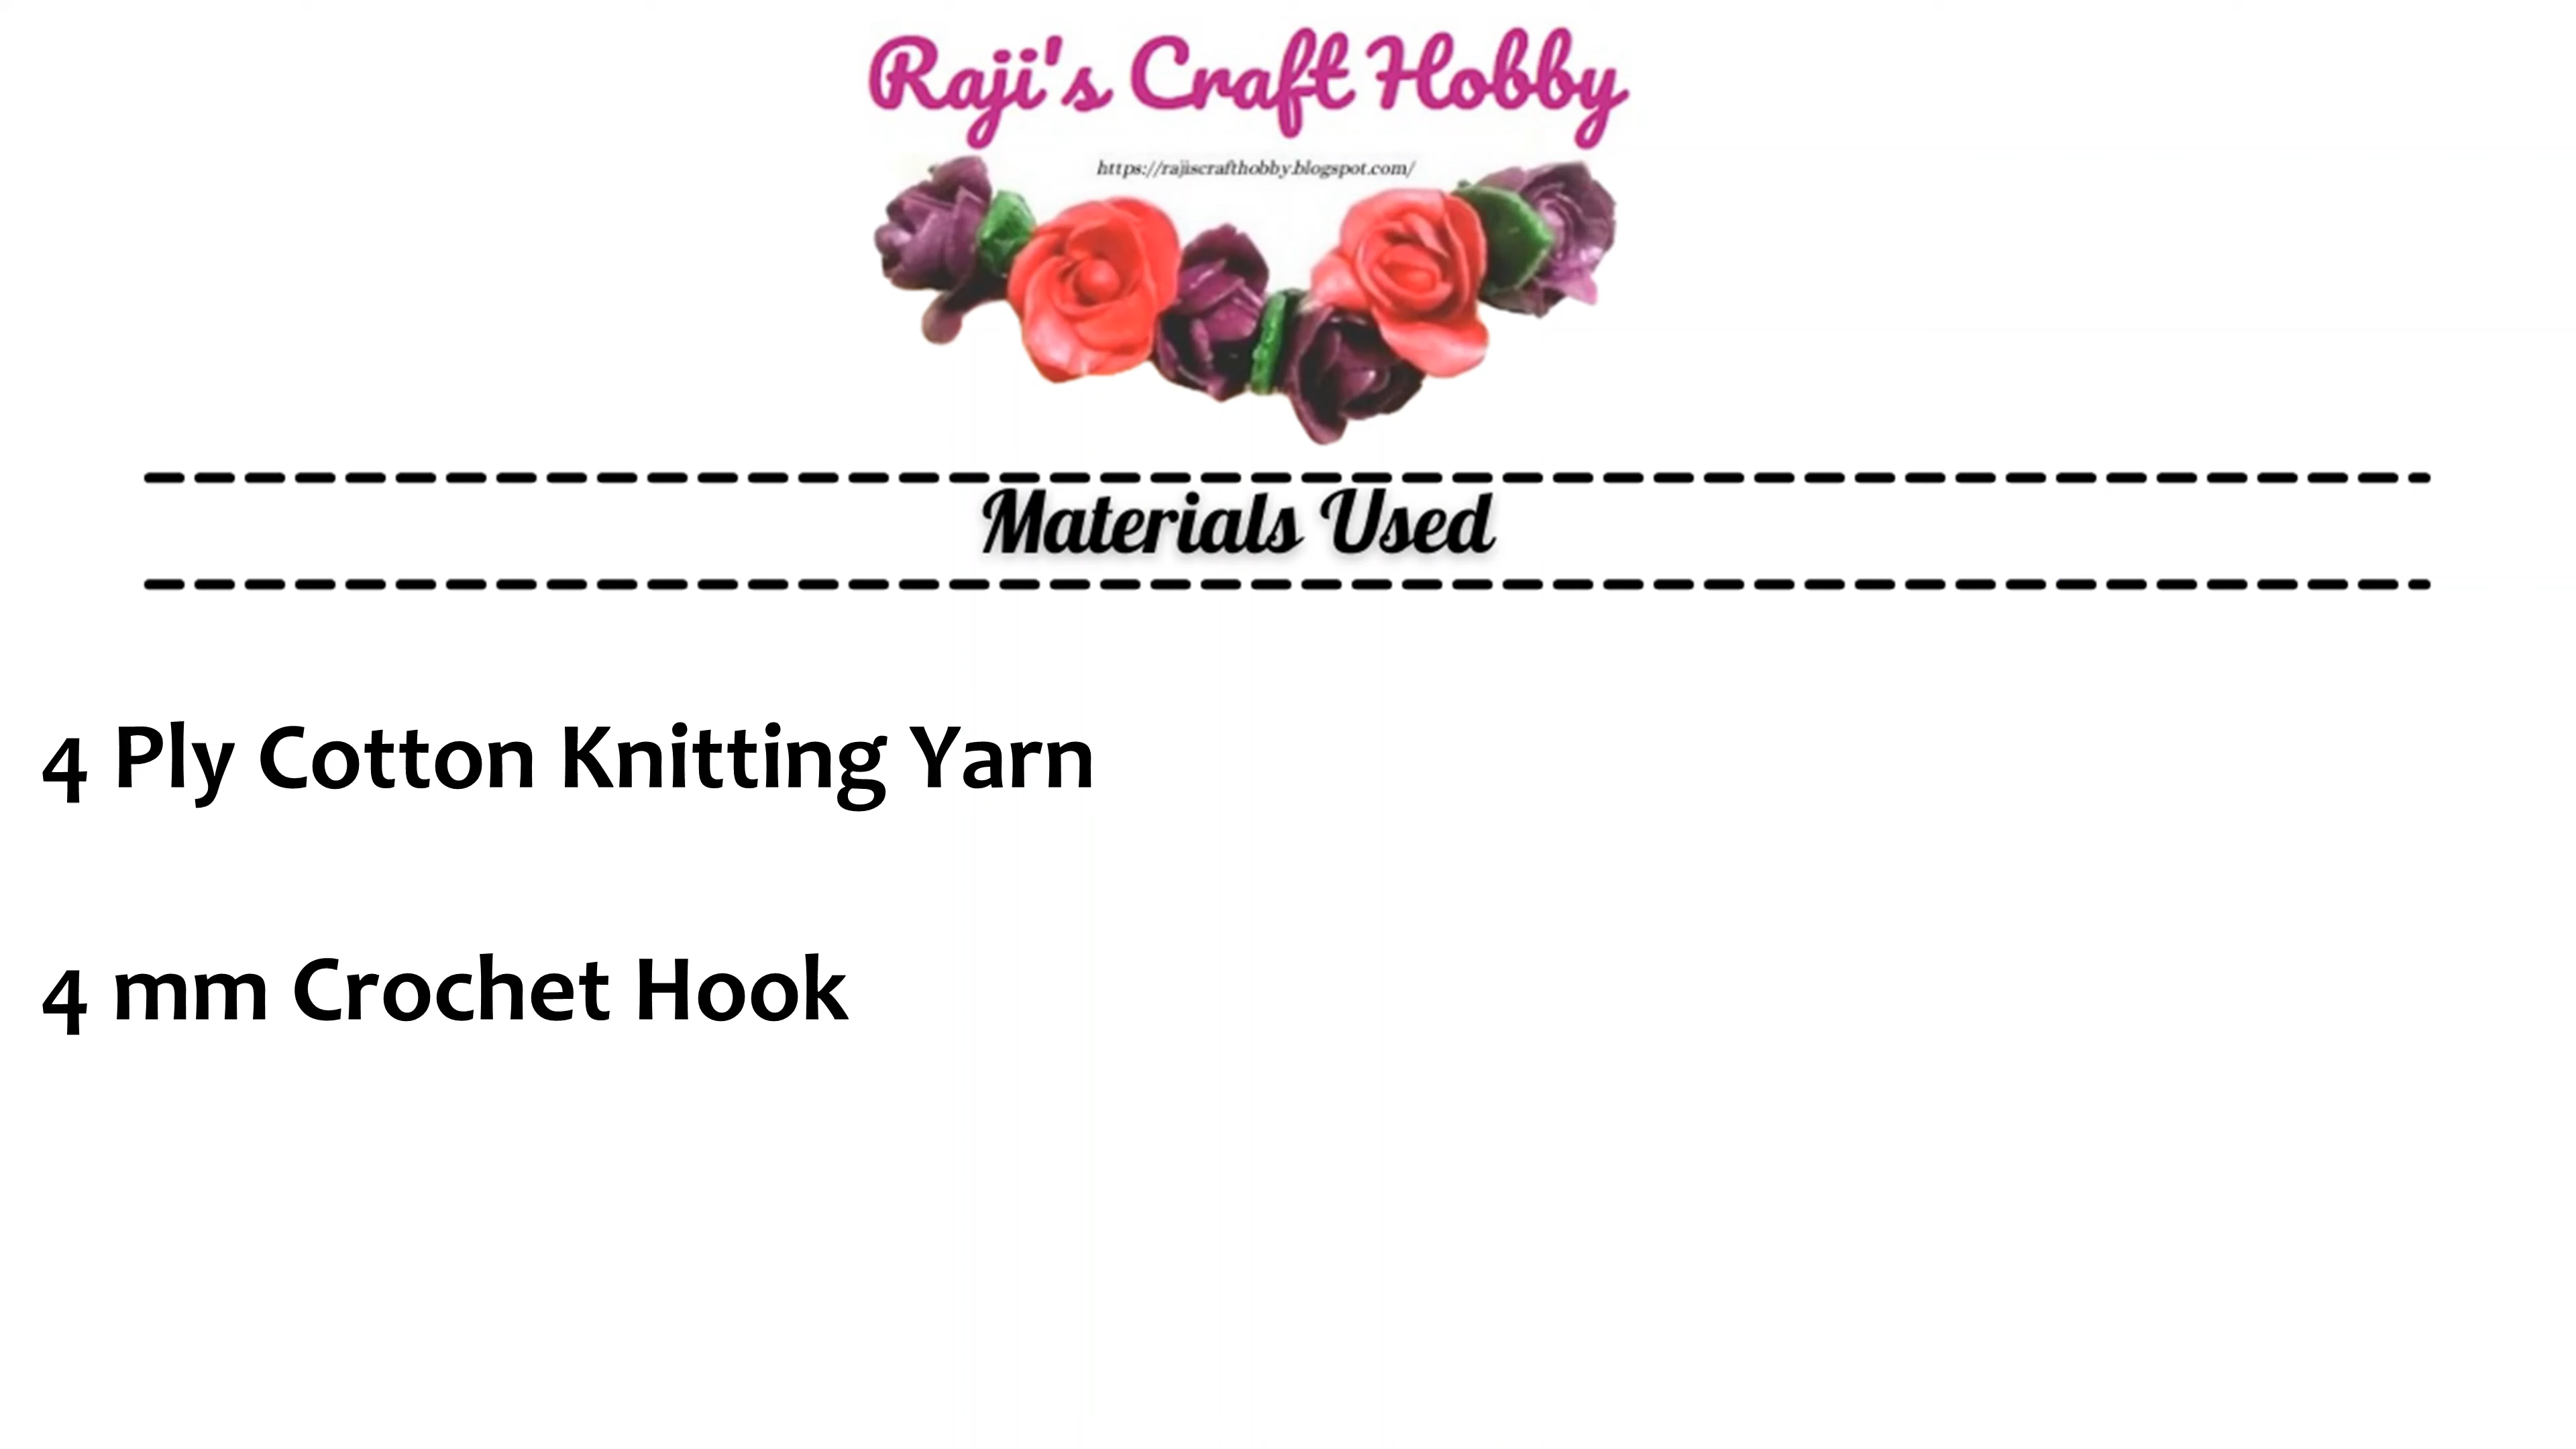 Raji's Craft Hobby
https://rajiscrafthobby.blogspot.com/
Materials Used
4 Ply Cotton Knitting Yarn
4 mm Crochet Hook